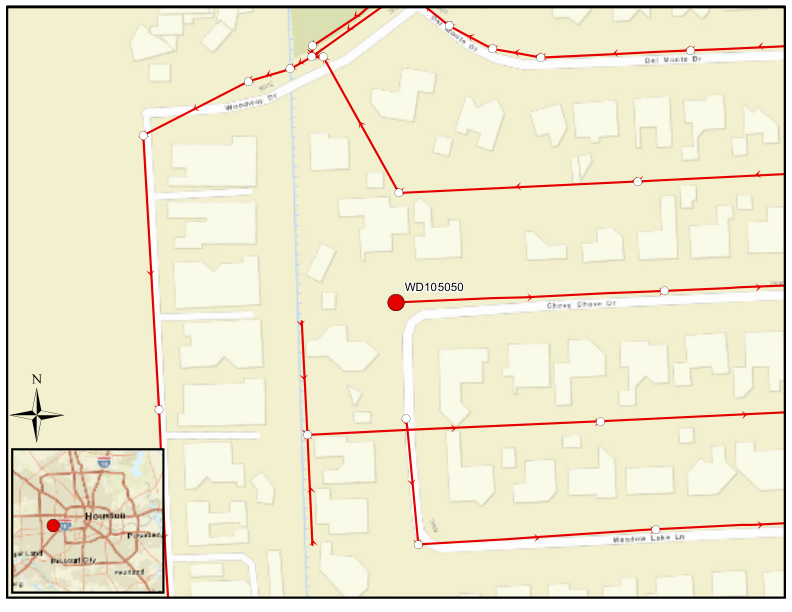 Del Monte Dr
Del Monte Dr
Woodway Dr
WD105050
Chevy Chase Dr
N
Houston
Missouri City
Pearland
Meadow Lake Ln